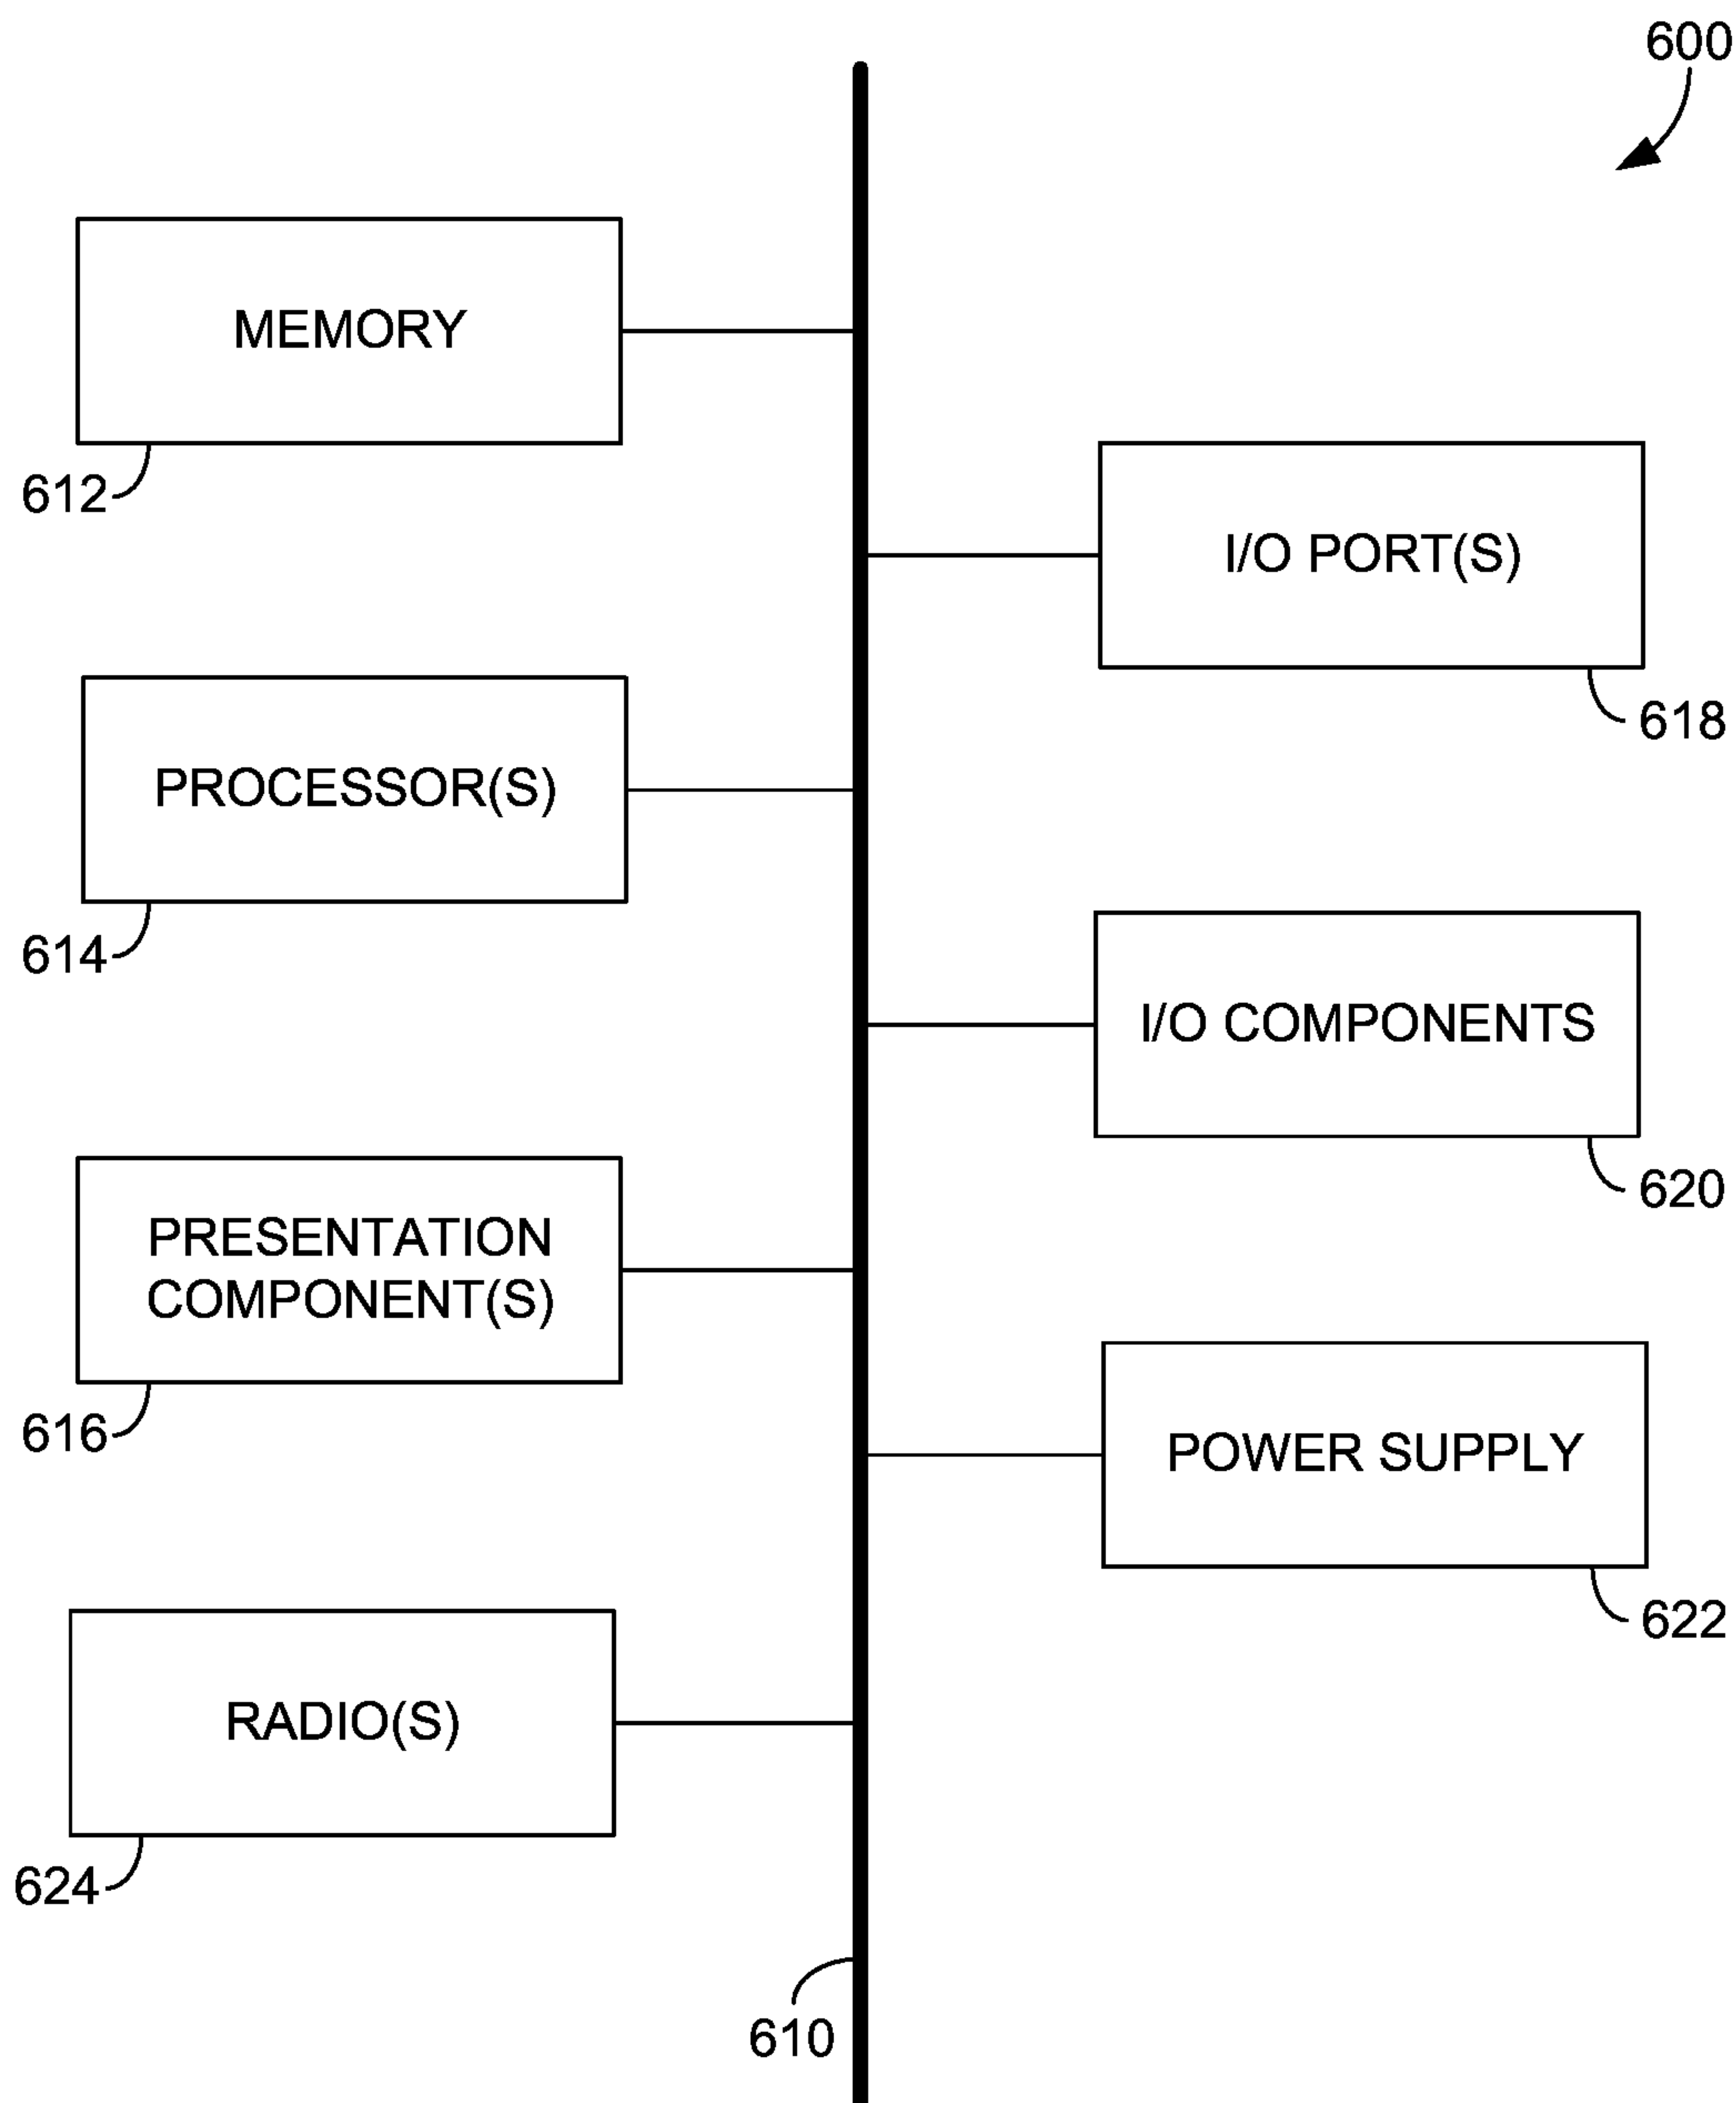 600
MEMORY
612
I/O PORT(S)
618
PROCESSOR(S)
614
I/O COMPONENTS
620
PRESENTATION
COMPONENT(S)
616
POWER SUPPLY
622
RADIO(S)
624
610